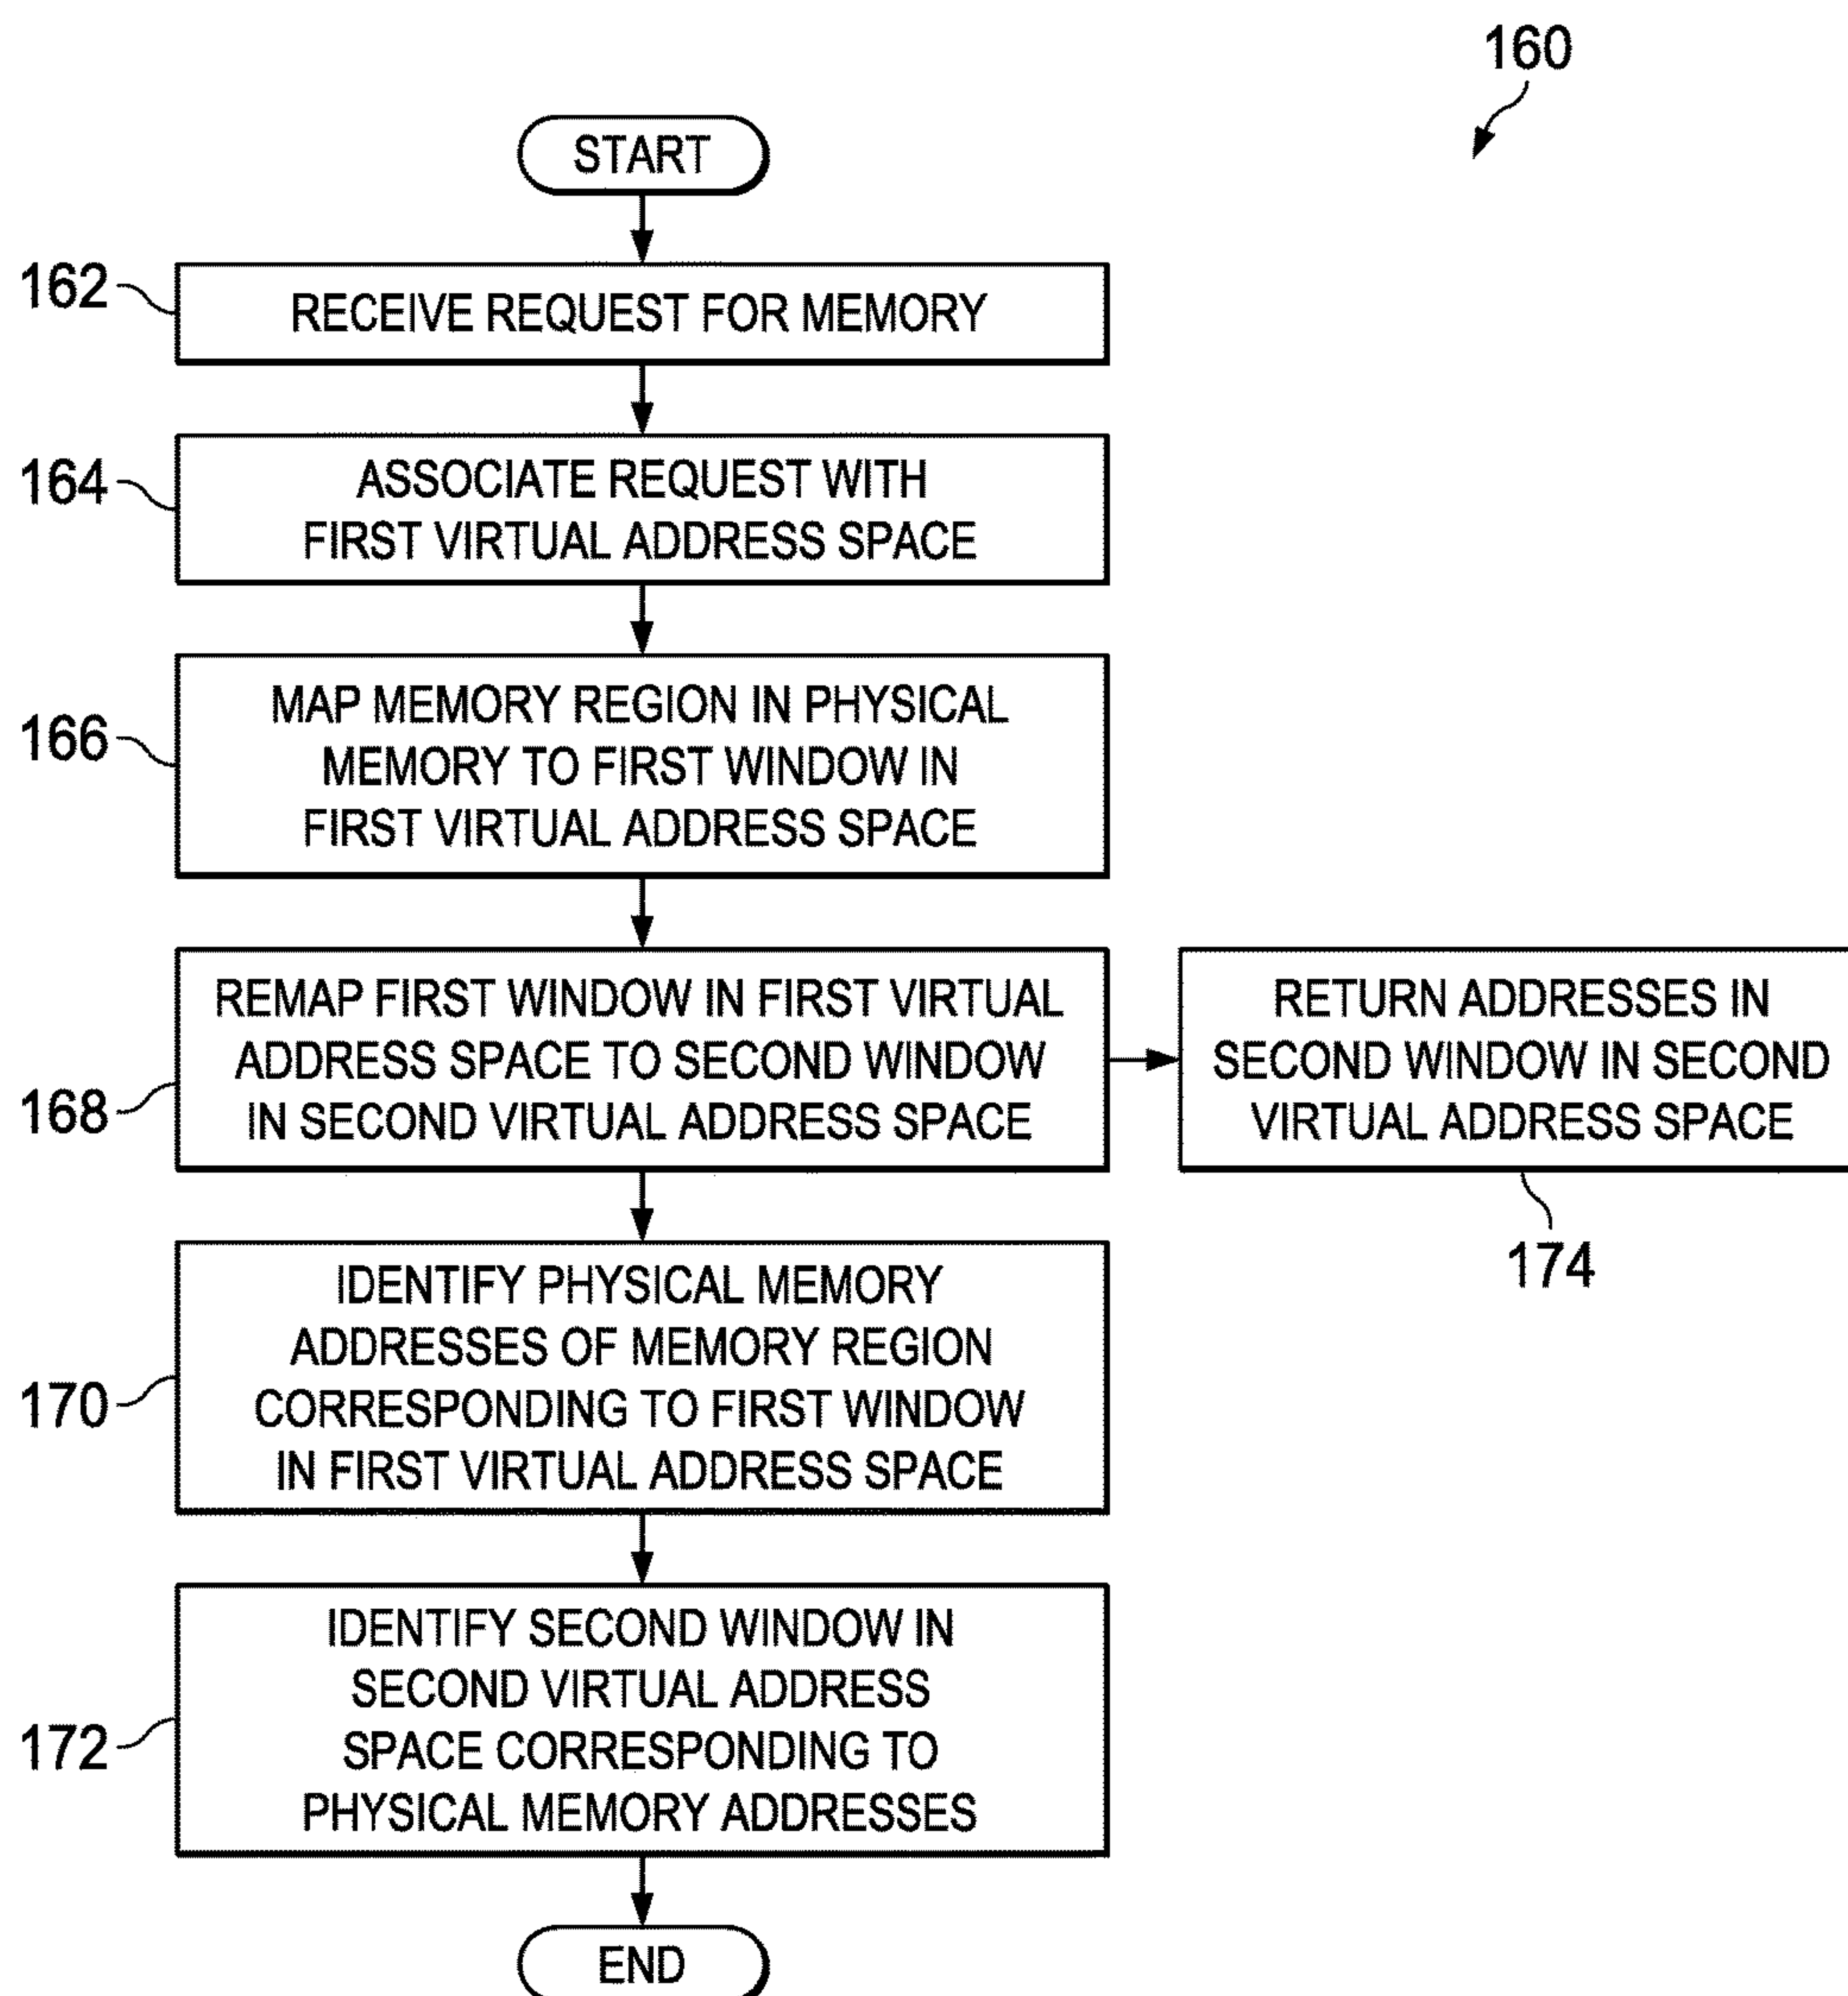 160
START
162
RECEIVE REQUEST FOR MEMORY
164
ASSOCIATE REQUEST WITH
FIRST VIRTUAL ADDRESS SPACE
166
MAP MEMORY REGION IN PHYSICAL
MEMORY TO FIRST WINDOW IN
FIRST VIRTUAL ADDRESS SPACE
168
REMAP FIRST WINDOW IN FIRST VIRTUAL
ADDRESS SPACE TO SECOND WINDOW
IN SECOND VIRTUAL ADDRESS SPACE
RETURN ADDRESSES IN
SECOND WINDOW IN SECOND
VIRTUAL ADDRESS SPACE
174
170
IDENTIFY PHYSICAL MEMORY
ADDRESSES OF MEMORY REGION
CORRESPONDING TO FIRST WINDOW
IN FIRST VIRTUAL ADDRESS SPACE
172
IDENTIFY SECOND WINDOW IN
SECOND VIRTUAL ADDRESS
SPACE CORRESPONDING TO
PHYSICAL MEMORY ADDRESSES
END